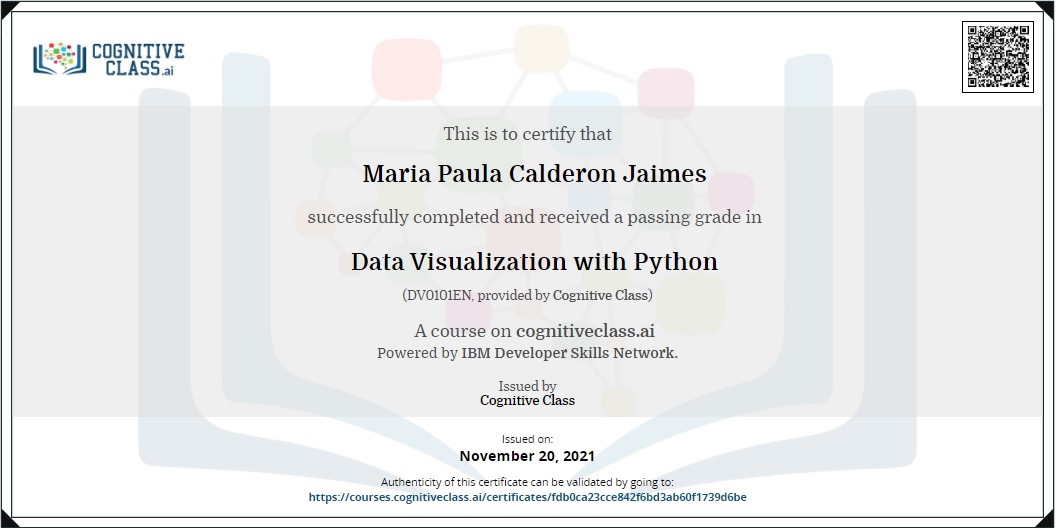 COGNITIVE
CLASS.ai
This is to certify that
Maria Paula Calderon Jaimes
successfully completed and received a passing grade in
Data Visualization with Python
(DV0101EN, provided by Cognitive Class)
A course on cognitiveclass.ai
Powered by IBM Developer Skills Network.
Issued by
Cognitive Class
Issued on:
November 20, 2021
Authenticity of this certificate can be validated by going to:
https://courses.cognitiveclass.ai/certificates/fdb0ca23cce842f6bd3ab60f1739d6be